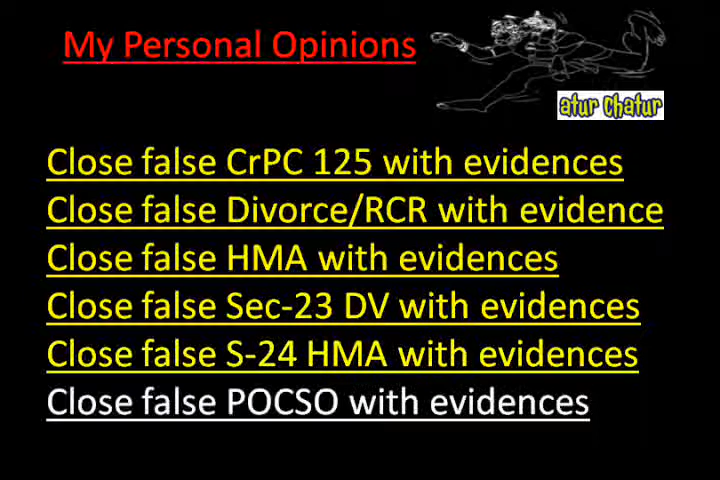 My Personal Opinions
atur Chatur
Close false CrPC 125 with evidences
Close false Divorce/RCR with evidence
Close false HMA with evidences
Close false Sec-23 DV with evidences
Close false S-24 HMA with evidences
Close false POCSO with evidences